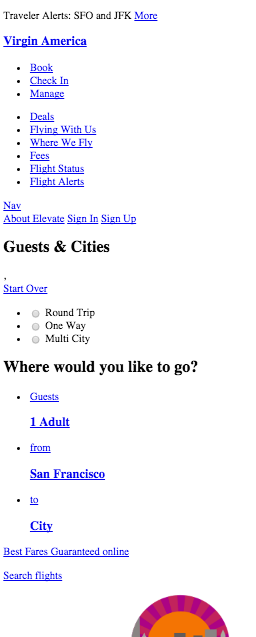 Traveler Alerts: SFO and JFK More
Virgin America
Book
Check In
Manage
Deals
Flying With Us
Where We Fly
Fees
Flight Status
Flight Alerts
Nav
About Elevate Sign In Sign Up
Guests & Cities
,
Start Over
Round Trip
One Way
Multi City
Where would you like to go?
Guests
1 Adult
from
San Francisco
to
City
Best Fares Guaranteed online
Search flights